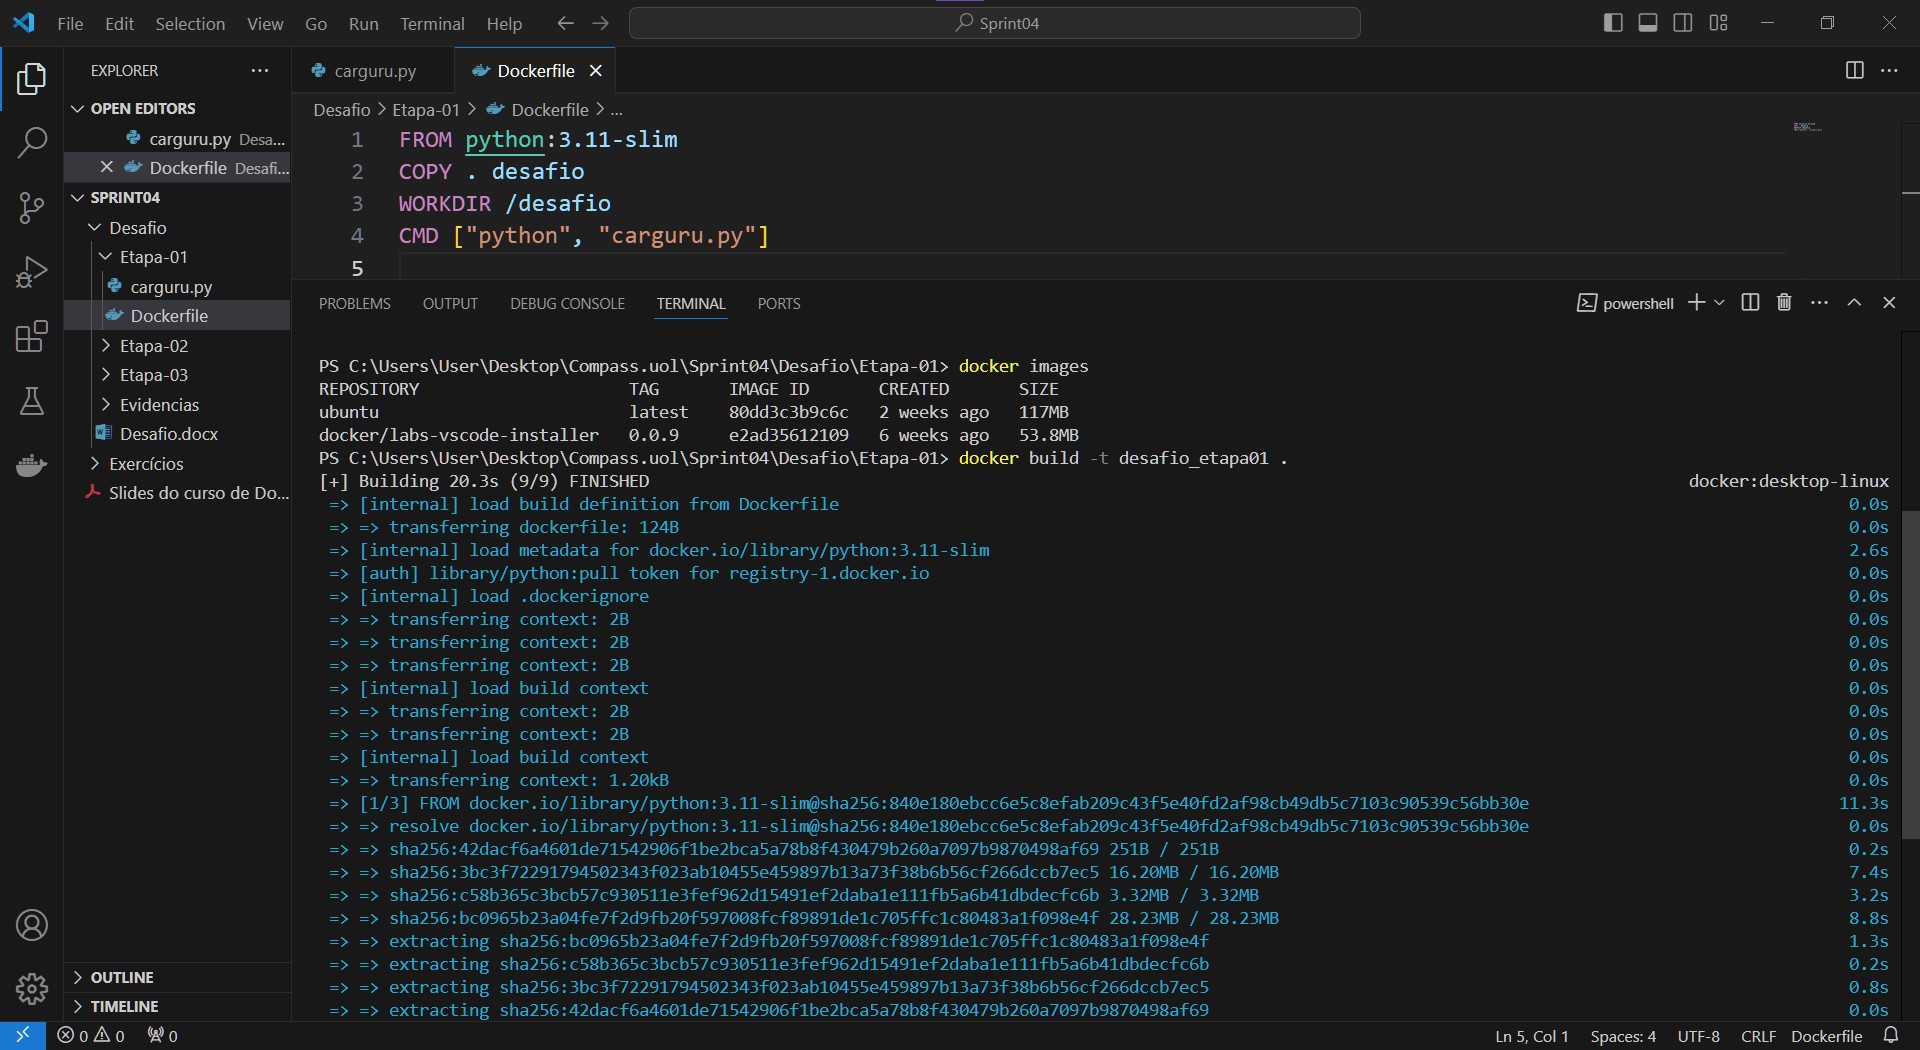 File Edit Selection View Go Run Terminal Help
Sprint04
EXPLORER
carguru.py
Dockerfile
OPEN EDITORS
carguru.py Desa...
Dockerfile Desafi...
SPRINT04
Desafio
Etapa-01
carguru.py
Dockerfile
Etapa-02
Etapa-03
Evidencias
Desafio.docx
Exercícios
Slides do curso de Do...
OUTLINE
TIMELINE
Desafio > Etapa-01 > Dockerfile > ...
1 FROM python:3.11-slim
2 COPY . desafio
3 WORKDIR /desafio
4 CMD ["python", "carguru.py"]
5
PROBLEMS OUTPUT DEBUG CONSOLE TERMINAL PORTS
powershell
PS C:\Users\User\Desktop\Compass.uol\Sprint04\Desafio\Etapa-01> docker images
REPOSITORY TAG IMAGE ID CREATED SIZE
ubuntu latest 80dd3c3b9c6c 2 weeks ago 117MB
docker/labs-vscode-installer 0.0.9 e2ad35612109 6 weeks ago 53.8MB
PS C:\Users\User\Desktop\Compass.uol\Sprint04\Desafio\Etapa-01> docker build -t desafio_etapa01 .
[+] Building 20.3s (9/9) FINISHED docker:desktop-linux
=> [internal] load build definition from Dockerfile 0.0s
=> => transferring dockerfile: 124B 0.0s
=> [internal] load metadata for docker.io/library/python:3.11-slim 2.6s
=> [auth] library/python:pull token for registry-1.docker.io 0.0s
=> [internal] load .dockerignore 0.0s
=> => transferring context: 2B 0.0s
=> => transferring context: 2B 0.0s
=> => transferring context: 2B 0.0s
=> [internal] load build context 0.0s
=> => transferring context: 2B 0.0s
=> => transferring context: 2B 0.0s
=> [internal] load build context 0.0s
=> => transferring context: 1.20kB 0.0s
=> [1/3] FROM docker.io/library/python:3.11-slim@sha256:840e180ebcc6e5c8efab209c43f5e40fd2af98cb49db5c7103c90539c56bb30e 11.3s
=> => resolve docker.io/library/python:3.11-slim@sha256:840e180ebcc6e5c8efab209c43f5e40fd2af98cb49db5c7103c90539c56bb30e 0.0s
=> => sha256:42dacf6a4601de71542906f1be2bca5a78b8f430479b260a7097b9870498af69 251B / 251B 0.2s
=> => sha256:3bc3f72291794502343f023ab10455e459897b13a73f38b6b56cf266dccb7ec5 16.20MB / 16.20MB 7.4s
=> => sha256:c58b365c3bcb57c930511e3fef962d15491ef2daba1e111fb5a6b41dbdecfc6b 3.32MB / 3.32MB 3.2s
=> => sha256:bc0965b23a04fe7f2d9fb20f597008fcf89891de1c705ffc1c80483a1f098e4f 28.23MB / 28.23MB 8.8s
=> => extracting sha256:bc0965b23a04fe7f2d9fb20f597008fcf89891de1c705ffc1c80483a1f098e4f 1.3s
=> => extracting sha256:c58b365c3bcb57c930511e3fef962d15491ef2daba1e111fb5a6b41dbdecfc6b 0.2s
=> => extracting sha256:3bc3f72291794502343f023ab10455e459897b13a73f38b6b56cf266dccb7ec5 0.8s
=> => extracting sha256:42dacf6a4601de71542906f1be2bca5a78b8f430479b260a7097b9870498af69 0.0s
0 0 0 Ln 5, Col 1 Spaces: 4 UTF-8 CRLF Dockerfile